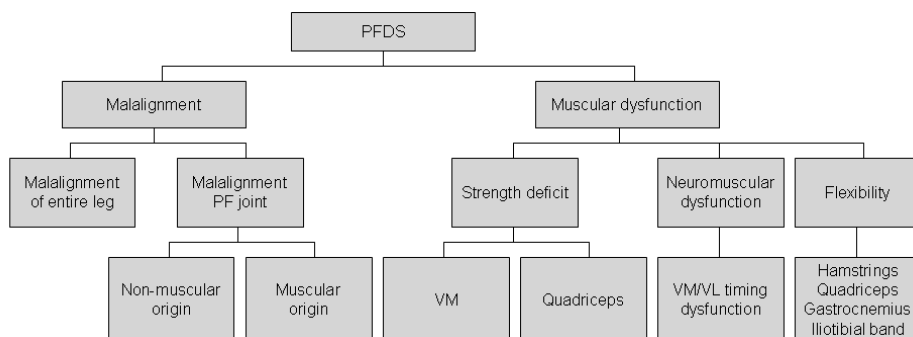 PFDS
Malalignment
Muscular dysfunction
Malalignment
of entire leg
Malalignment
PF joint
Strength deficit
Neuromuscular
dysfunction
Flexibility
Non-muscular
origin
Muscular
origin
VM
Quadriceps
VM/VL timing
dysfunction
Hamstrings
Quadriceps
Gastrocnemius
Iliotibial band